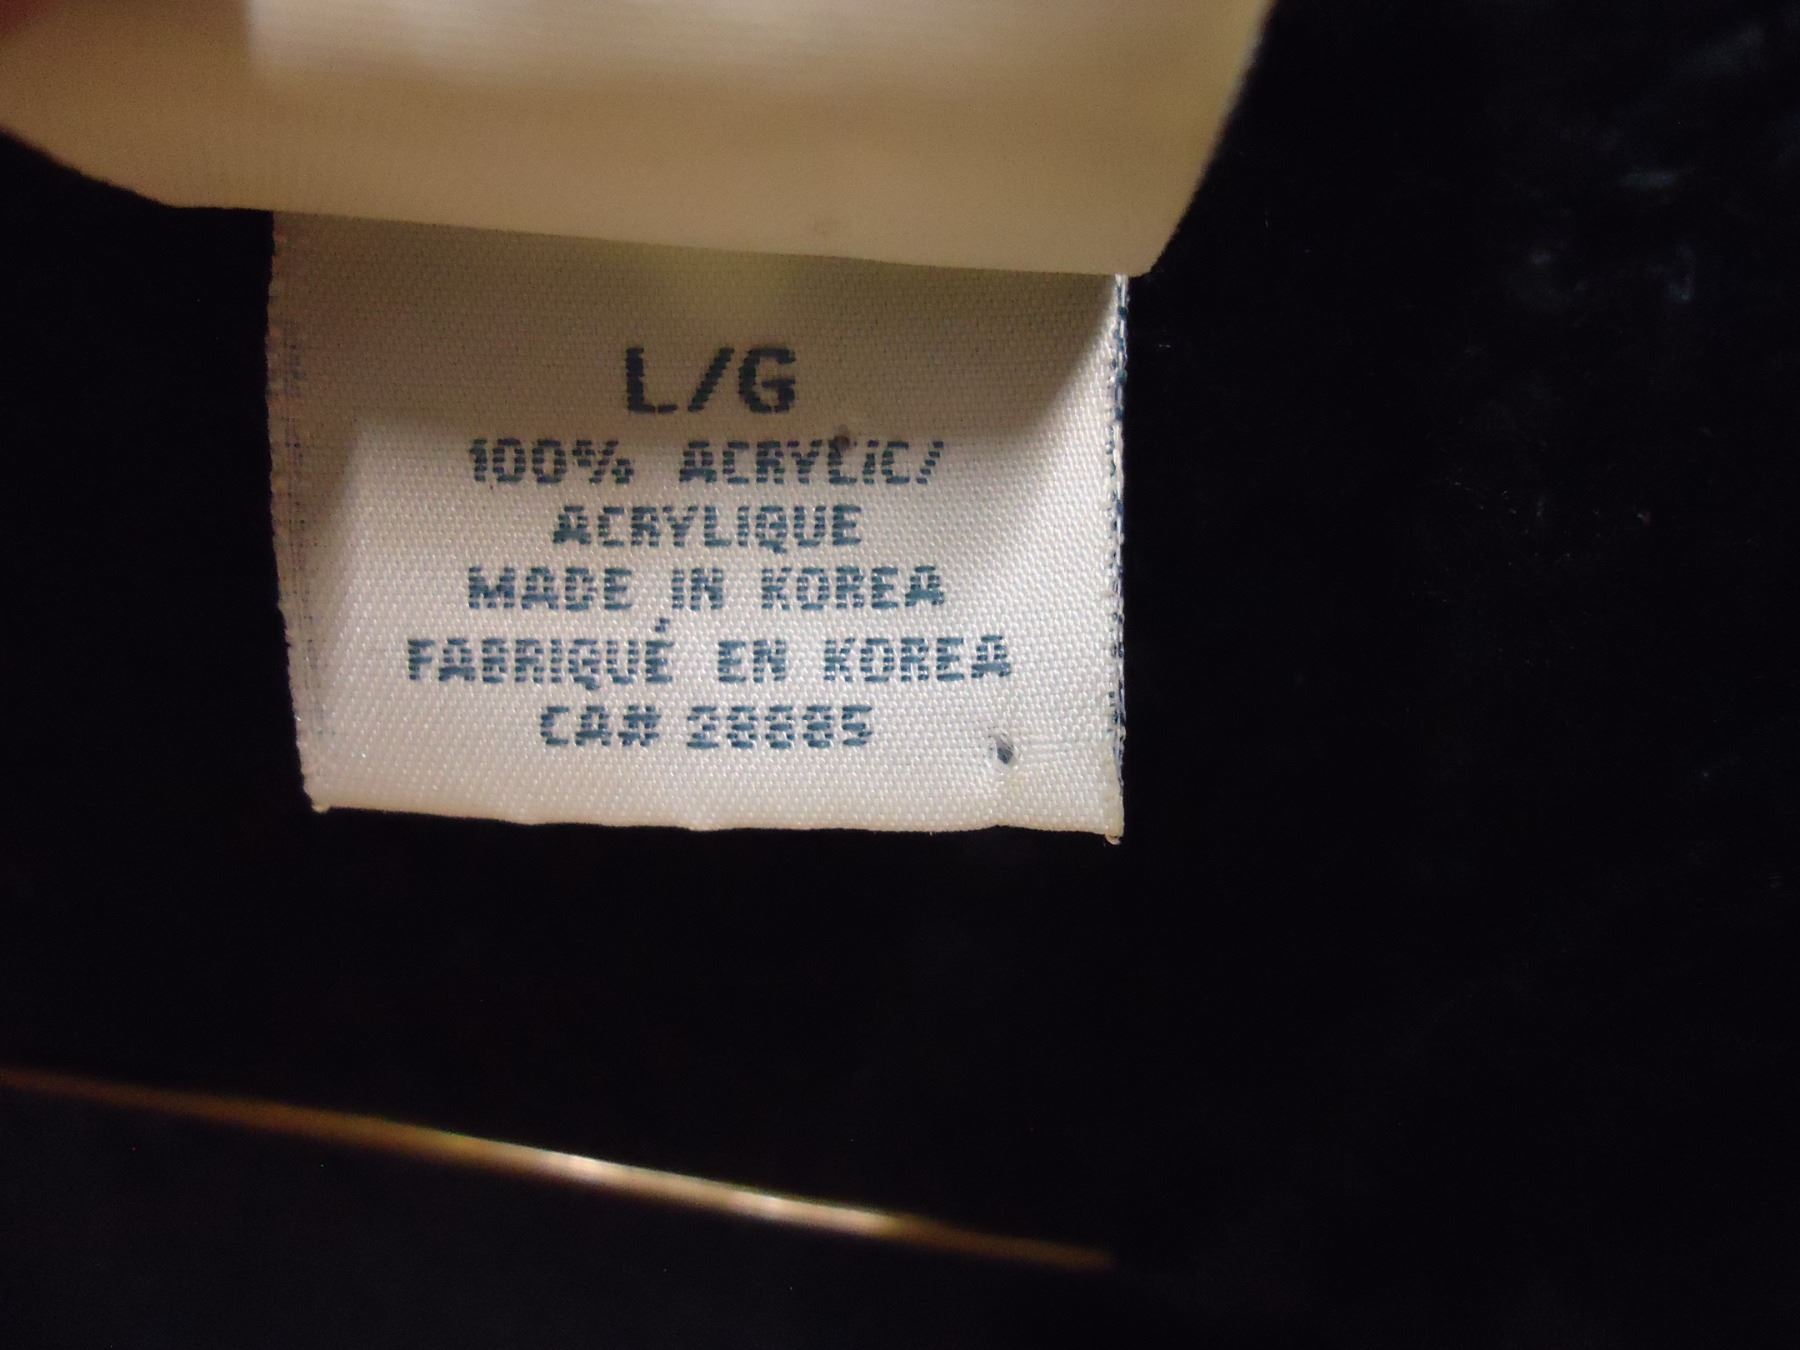 L/G
100% ACRYLIC/
ACRYLIQUE
MADE IN KOREA
FABRIQUÉ EN KOREA
CA# 28885